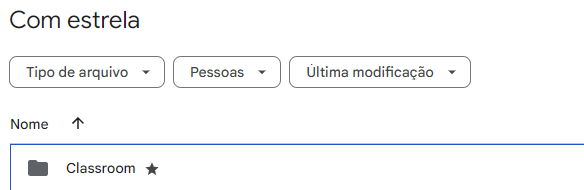 Com estrela
Tipo de arquivo Pessoas Última modificação
Nome
Classroom